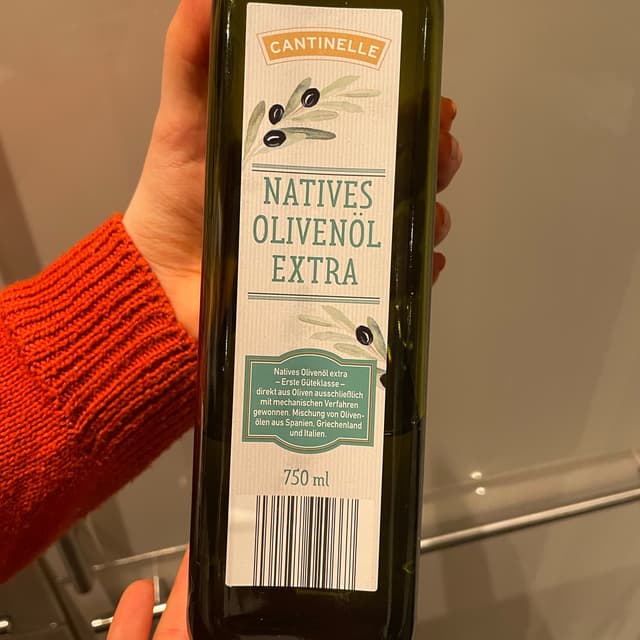 CANTINELLE
NATIVES
OLIVENÖL
EXTRA
Natives Olivenöl extra
– Erste Güteklasse –
direkt aus Oliven ausschließlich
mit mechanischen Verfahren
gewonnen. Mischung von Oliven-
ölen aus Spanien, Griechenland
und Italien.
750 ml